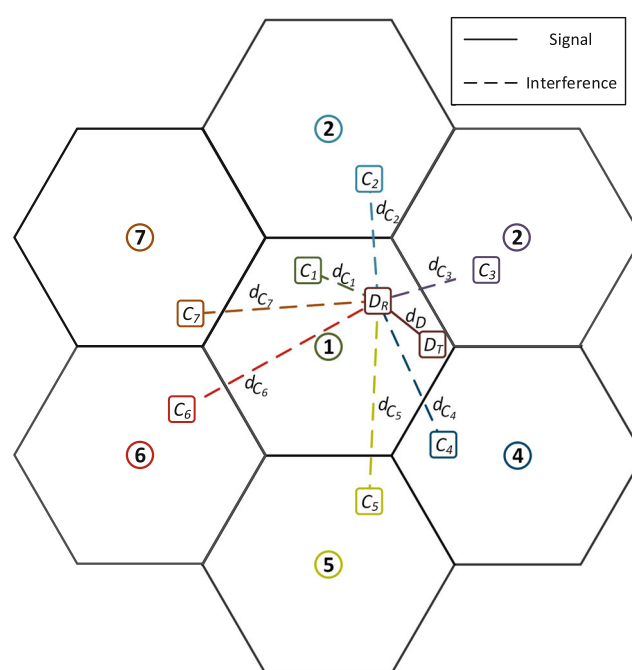 Signal
Interference
2
C2
dC2
7
2
C1
dC1
dC3
C3
dC7
DR
C7
dD
DT
1
dC6
dC5
dC4
C6
C4
6
4
C5
5